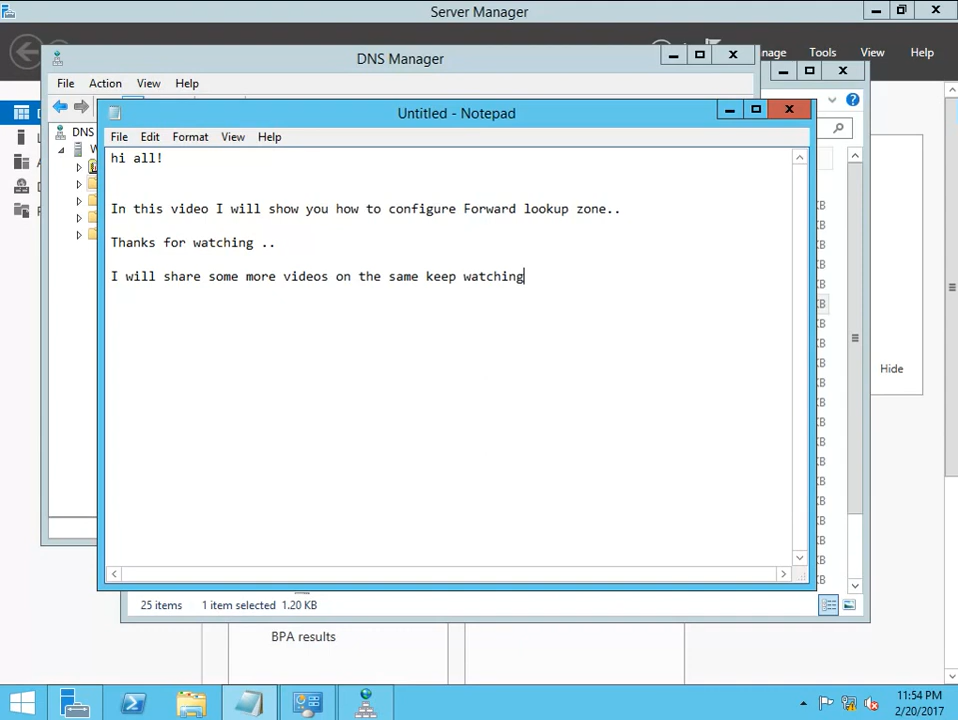 Server Manager
DNS Manager
nage Tools View Help
File Action View Help
Untitled - Notepad
DNS
File Edit Format View Help
hi all!
In this video I will show you how to configure Forward lookup zone..
Thanks for watching ..
I will share some more videos on the same keep watching
Hide
25 items 1 item selected 1.20 KB
BPA results
11:54 PM
2/20/2017